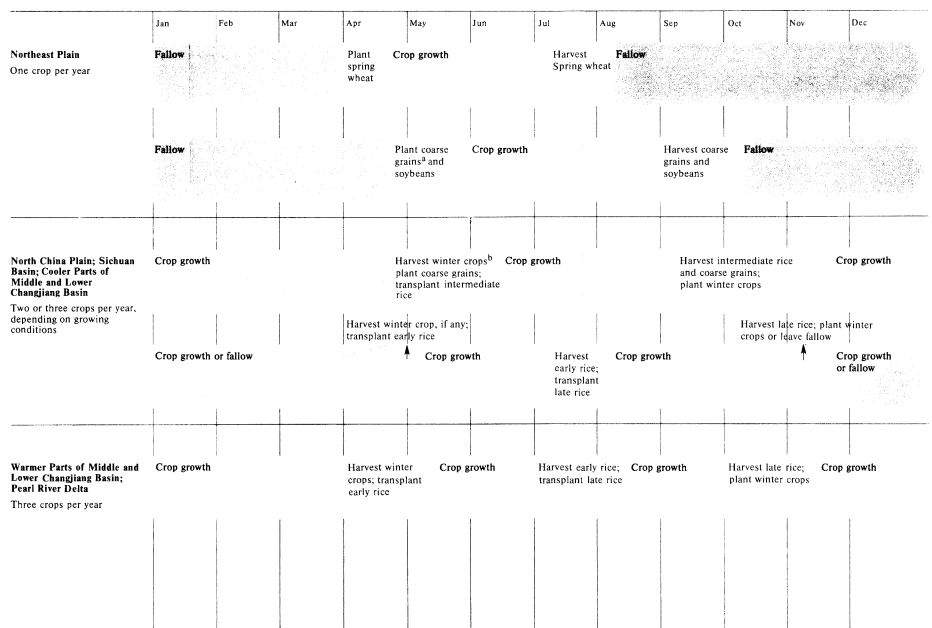 Jan Feb Mar Apr May Jun Jul Aug Sep Oct Nov Dec
Northeast Plain
One crop per year
Fallow
Plant
spring
wheat
Crop growth
Harvest
Spring wheat
Fallow
Fallow
Plant coarse
grainsᵃ and
soybeans
Crop growth
Harvest coarse
grains and
soybeans
Fallow
North China Plain; Sichuan
Basin; Cooler Parts of
Middle and Lower
Changjiang Basin
Two or three crops per year,
depending on growing
conditions
Crop growth
Harvest winter cropsᵇ
plant coarse grains;
transplant intermediate
rice
Crop growth
Harvest intermediate rice
and coarse grains;
plant winter crops
Crop growth
Crop growth or fallow
Harvest winter crop, if any;
transplant early rice
Crop growth
Harvest
early rice;
transplant
late rice
Crop growth
Harvest late rice; plant winter
crops or leave fallow
Crop growth
or fallow
Warmer Parts of Middle and
Lower Changjiang Basin;
Pearl River Delta
Three crops per year
Crop growth
Harvest winter
crops; transplant
early rice
Crop growth
Harvest early rice;
transplant late rice
Crop growth
Harvest late rice;
plant winter crops
Crop growth